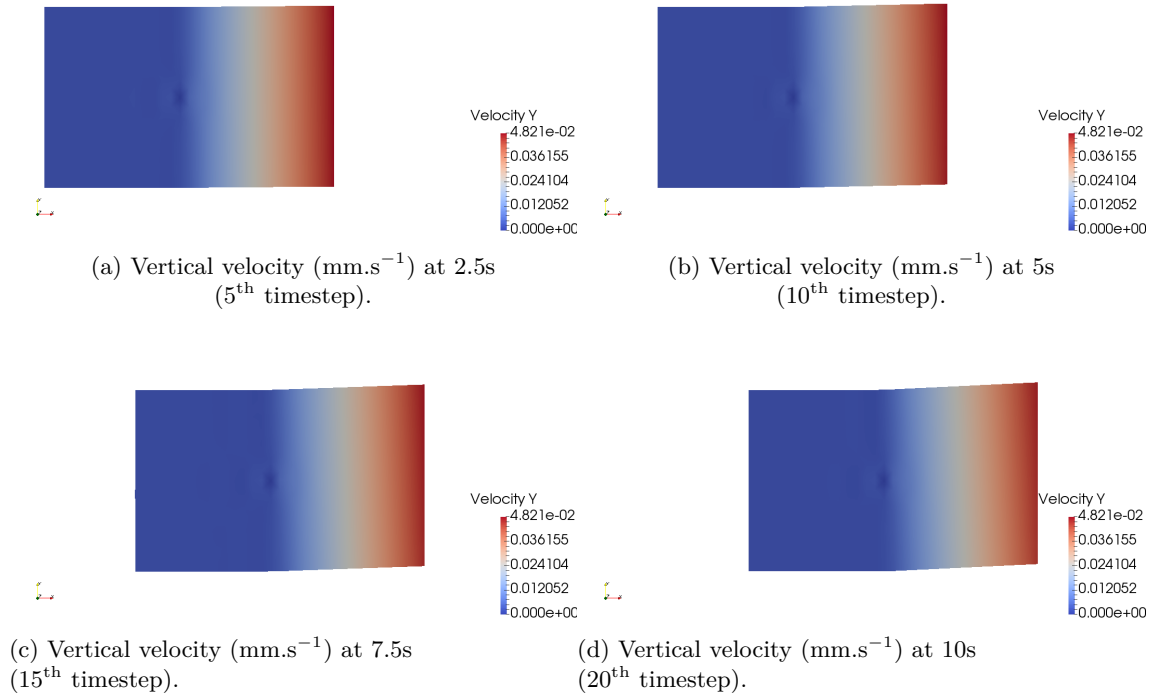 Velocity Y
4.821e-02
0.036155
0.024104
0.012052
0.000e+00
Velocity Y
4.821e-02
0.036155
0.024104
0.012052
0.000e+00
(a) Vertical velocity (mm.s⁻¹) at 2.5s
(5ᵗʰ timestep).
(b) Vertical velocity (mm.s⁻¹) at 5s
(10ᵗʰ timestep).
Velocity Y
4.821e-02
0.036155
0.024104
0.012052
0.000e+00
Velocity Y
4.821e-02
0.036155
0.024104
0.012052
0.000e+00
(c) Vertical velocity (mm.s⁻¹) at 7.5s
(15ᵗʰ timestep).
(d) Vertical velocity (mm.s⁻¹) at 10s
(20ᵗʰ timestep).